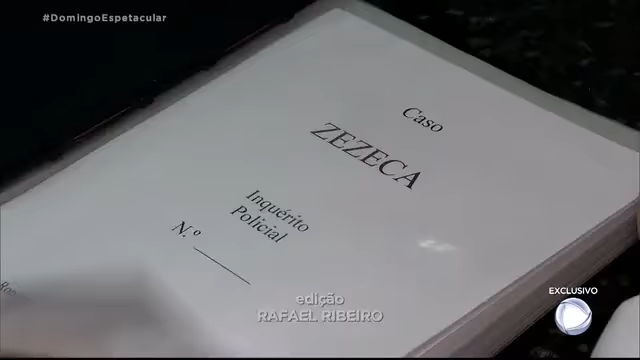 #DomingoEspetacular
Caso
ZEZECA
Inquérito
Policial
N.º
edição
RAFAEL RIBEIRO
EXCLUSIVO